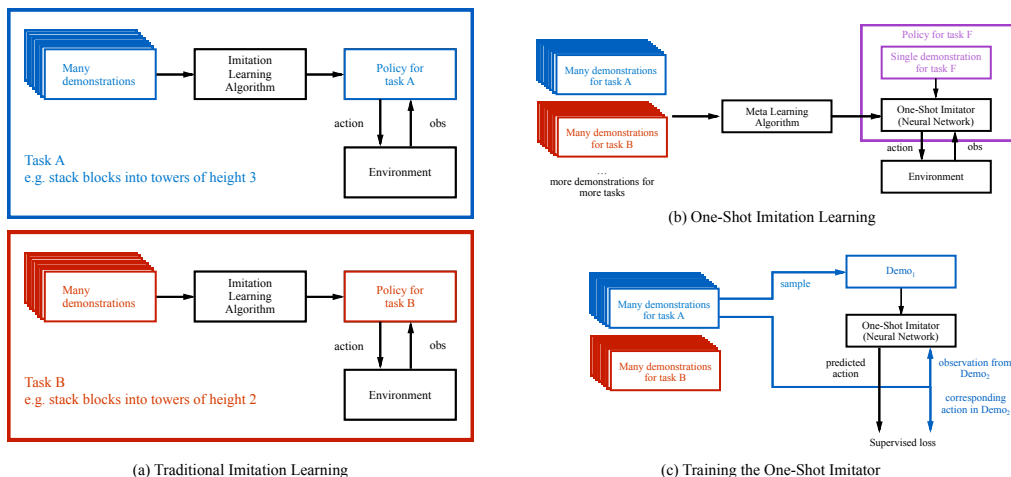 Many
demonstrations
Imitation
Learning
Algorithm
Policy for
task A
action
obs
Environment
Task A
e.g. stack blocks into towers of height 3
Many
demonstrations
Imitation
Learning
Algorithm
Policy for
task B
action
obs
Environment
Task B
e.g. stack blocks into towers of height 2
(a) Traditional Imitation Learning
Many demonstrations
for task A
Many demonstrations
for task B
…
more demonstrations for
more tasks
Meta Learning
Algorithm
Policy for task F
Single demonstration
for task F
One-Shot Imitator
(Neural Network)
action
obs
Environment
(b) One-Shot Imitation Learning
Many demonstrations
for task A
Many demonstrations
for task B
sample
Demo₁
One-Shot Imitator
(Neural Network)
predicted
action
observation from
Demo₂
corresponding
action in Demo₂
Supervised loss
(c) Training the One-Shot Imitator